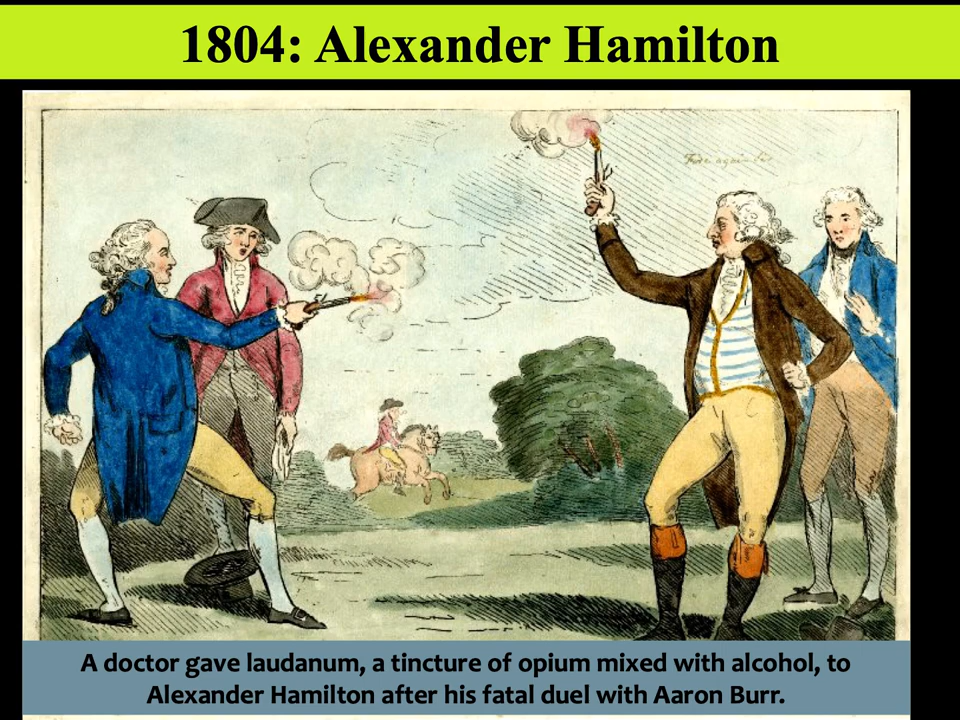 1804: Alexander Hamilton
A doctor gave laudanum, a tincture of opium mixed with alcohol, to
Alexander Hamilton after his fatal duel with Aaron Burr.